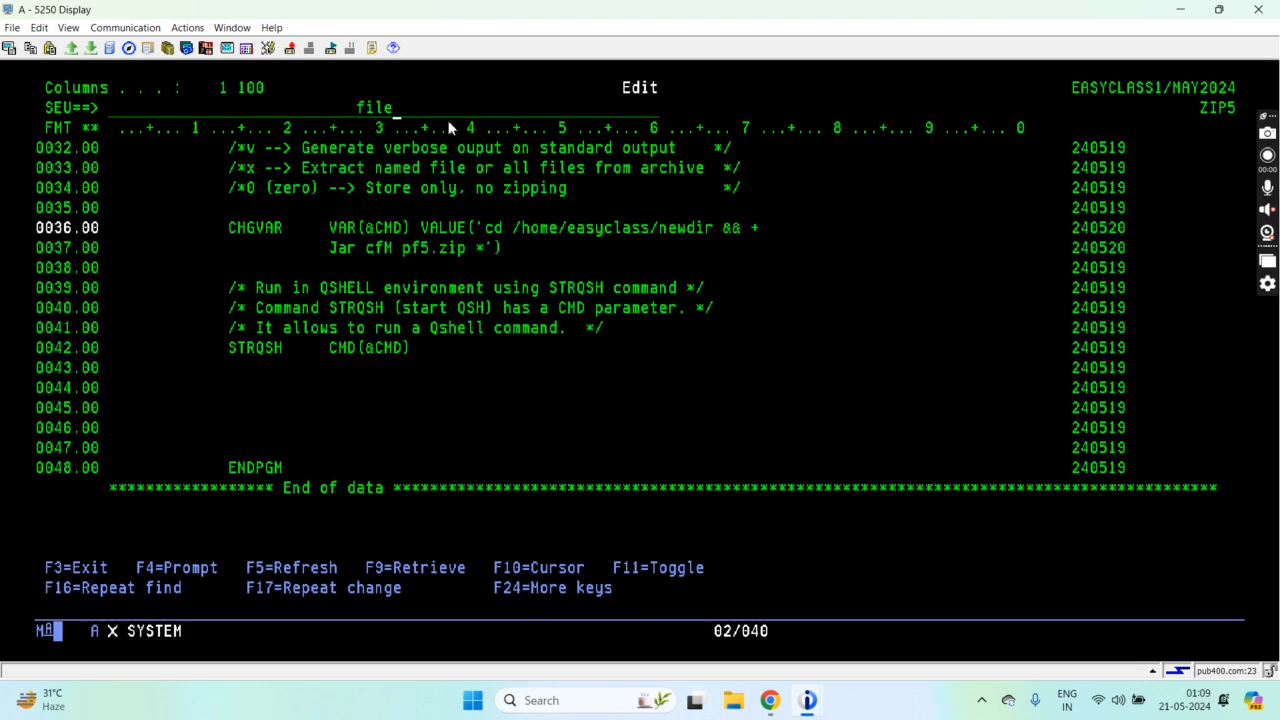 A - 5250 Display
File Edit View Communication Actions Window Help
Columns . . . : 1 100 Edit EASYCLASS1/MAY2024
SEU==> file_ ZIP5
FMT ** ...+... 1 ...+... 2 ...+... 3 ...+... 4 ...+... 5 ...+... 6 ...+... 7 ...+... 8 ...+... 9 ...+... 0
0032.00 /*v --> Generate verbose ouput on standard output */ 240519
0033.00 /*x --> Extract named file or all files from archive */ 240519
0034.00 /*0 (zero) --> Store only, no zipping */ 240519
0035.00 240519
0036.00 CHGVAR VAR(&CMD) VALUE('cd /home/easyclass/newdir && + 240520
0037.00 Jar cfM pf5.zip *') 240520
0038.00 240519
0039.00 /* Run in QSHELL environment using STRQSH command */ 240519
0040.00 /* Command STRQSH (start QSH) has a CMD parameter. */ 240519
0041.00 /* It allows to run a Qshell command. */ 240519
0042.00 STRQSH CMD(&CMD) 240519
0043.00 240519
0044.00 240519
0045.00 240519
0046.00 240519
0047.00 240519
0048.00 ENDPGM 240519
****************** End of data ******************************************************************************************
F3=Exit F4=Prompt F5=Refresh F9=Retrieve F10=Cursor F11=Toggle
F16=Repeat find F17=Repeat change F24=More keys
A X SYSTEM 02/040
pub400.com:23
00:00
31°C
Haze
Search
ENG
IN
01:09
21-05-2024